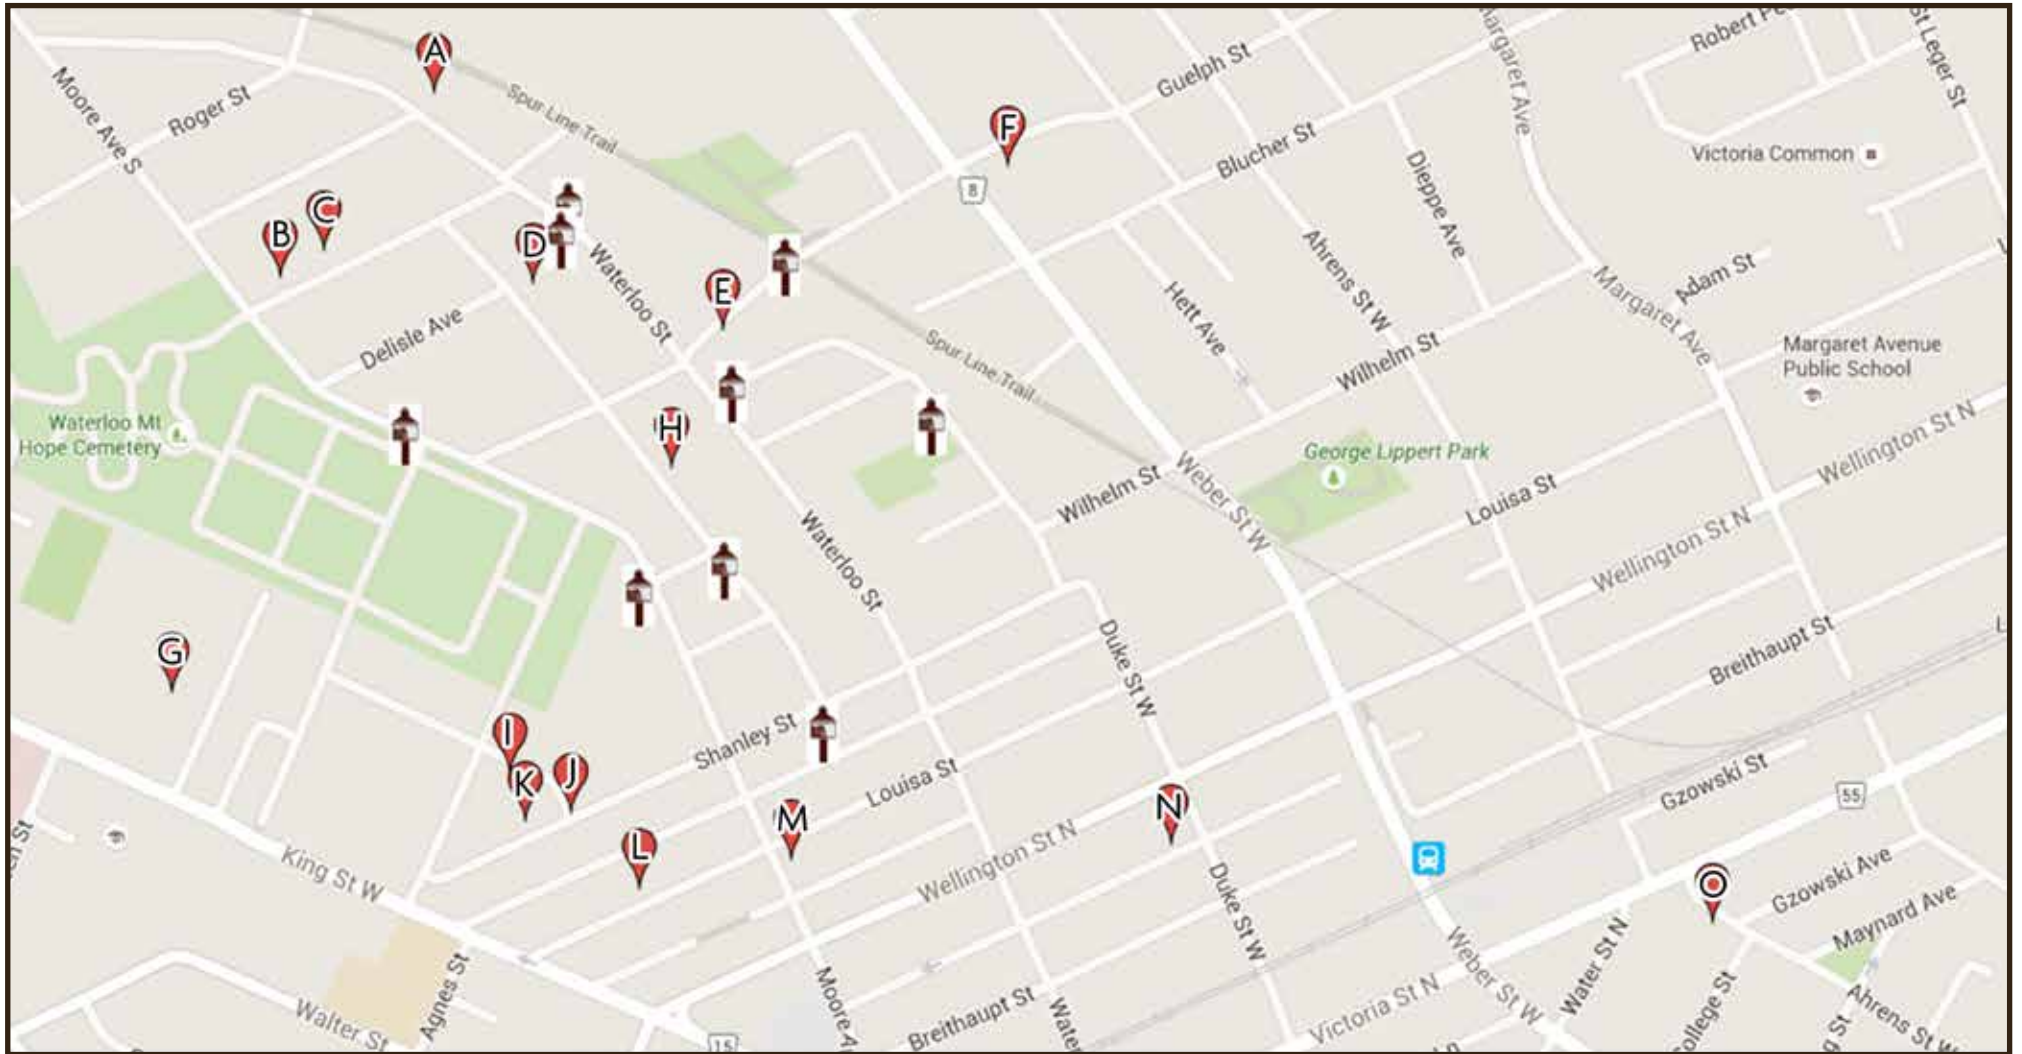 A
Moore Ave S
Roger St
Spur Line Trail
F
Guelph St
Blucher St
Margaret Ave
St Leger St
Victoria Common
8
Dieppe Ave
B
C
D
E
Waterloo St
Delisle Ave
Spur Line Trail
Hett Ave
Ahrens St W
Margaret Ave
Adam St
Wilhelm St
Margaret Avenue
Public School
Waterloo Mt
Hope Cemetery
H
George Lippert Park
Wilhelm St
Weber St W
Louisa St
Wellington St N
Waterloo St
Wellington St N
G
Duke St W
Breithaupt St
I
K
J
Shanley St
L
M
Louisa St
N
Wellington St N
Gzowski St
55
King St W
Duke St W
O
Gzowski Ave
Maynard Ave
Walter St
Agnes St
Moore
Breithaupt St
Victoria St N
Weber St W
Water St N
College St
Ahrens St W
15